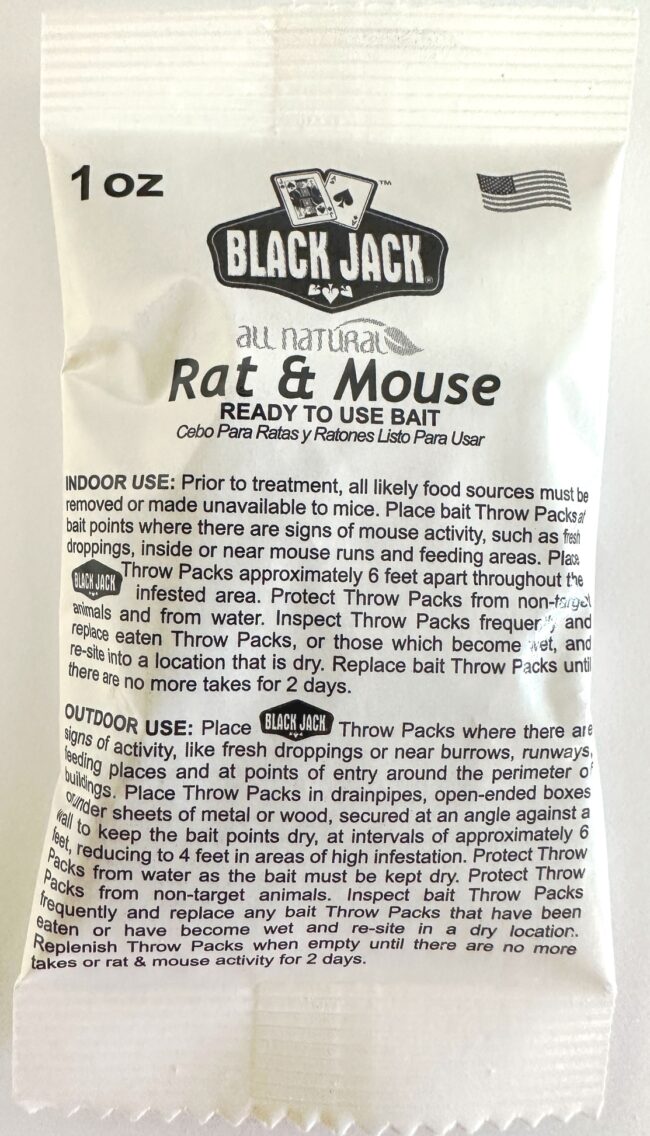 1 oz
J
A
TM
BLACK JACK®
all natural
Rat & Mouse
READY TO USE BAIT
Cebo Para Ratas y Ratones Listo Para Usar
INDOOR USE: Prior to treatment, all likely food sources must be
removed or made unavailable to mice. Place bait Throw Packs at
bait points where there are signs of mouse activity, such as fresh
droppings, inside or near mouse runs and feeding areas. Place
BLACK JACK Throw Packs approximately 6 feet apart throughout the
infested area. Protect Throw Packs from non-target
animals and from water. Inspect Throw Packs frequently and
replace eaten Throw Packs, or those which become wet, and
re-site into a location that is dry. Replace bait Throw Packs until
there are no more takes for 2 days.
OUTDOOR USE: Place BLACK JACK Throw Packs where there are
signs of activity, like fresh droppings or near burrows, runways,
feeding places and at points of entry around the perimeter of
buildings. Place Throw Packs in drainpipes, open-ended boxes
or under sheets of metal or wood, secured at an angle against a
wall to keep the bait points dry, at intervals of approximately 6
feet, reducing to 4 feet in areas of high infestation. Protect Throw
Packs from water as the bait must be kept dry. Protect Throw
Packs from non-target animals. Inspect bait Throw Packs
frequently and replace any bait Throw Packs that have been
eaten or have become wet and re-site in a dry location.
Replenish Throw Packs when empty until there are no more
takes or rat & mouse activity for 2 days.